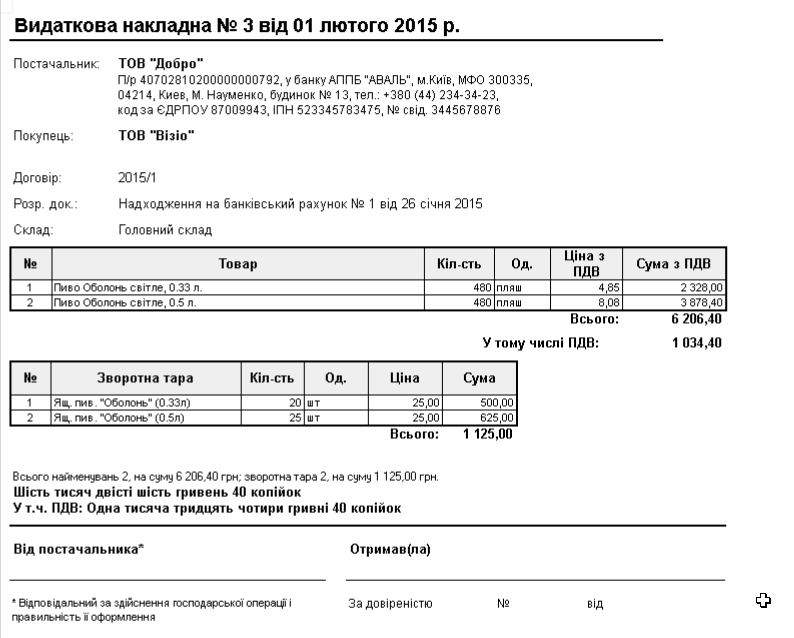 Видаткова накладна № 3 від 01 лютого 2015 р.
Постачальник: ТОВ "Добро"
П/р 40702810200000000792, у банку АППБ "АВАЛЬ", м.Київ, МФО 300335,
04214, Киев, М. Науменко, будинок № 13, тел.: +380 (44) 234-34-23,
код за ЄДРПОУ 87009943, ІПН 523345783475, № свід. 3445678876
Покупець: ТОВ "Візіо"
Договір: 2015/1
Розр. док.: Надходження на банківський рахунок № 1 від 26 січня 2015
Склад: Головний склад
№ Товар Кіл-сть Од. Ціна з ПДВ Сума з ПДВ
1 Пиво Оболонь світле, 0.33 л. 480 пляш 4,85 2 328,00
2 Пиво Оболонь світле, 0.5 л. 480 пляш 8,08 3 878,40
Всього: 6 206,40
У тому числі ПДВ: 1 034,40
№ Зворотна тара Кіл-сть Од. Ціна Сума
1 Ящ. пив. "Оболонь" (0.33л) 20 шт 25,00 500,00
2 Ящ. пив. "Оболонь" (0.5л) 25 шт 25,00 625,00
Всього: 1 125,00
Всього найменувань 2, на суму 6 206,40 грн; зворотна тара 2, на суму 1 125,00 грн.
Шість тисяч двісті шість гривень 40 копійок
У т.ч. ПДВ: Одна тисяча тридцять чотири гривні 40 копійок
Від постачальника* Отримав(ла)
* Відповідальний за здійснення господарської операції і
правильність її оформлення
За довіреністю № від